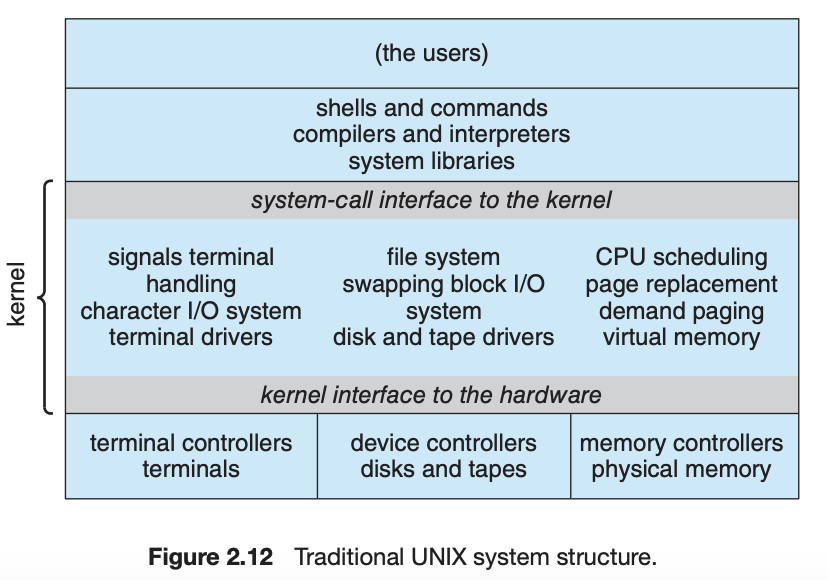 (the users)
shells and commands
compilers and interpreters
system libraries
kernel
system-call interface to the kernel
signals terminal
handling
character I/O system
terminal drivers
file system
swapping block I/O
system
disk and tape drivers
CPU scheduling
page replacement
demand paging
virtual memory
kernel interface to the hardware
terminal controllers
terminals
device controllers
disks and tapes
memory controllers
physical memory
Figure 2.12 Traditional UNIX system structure.